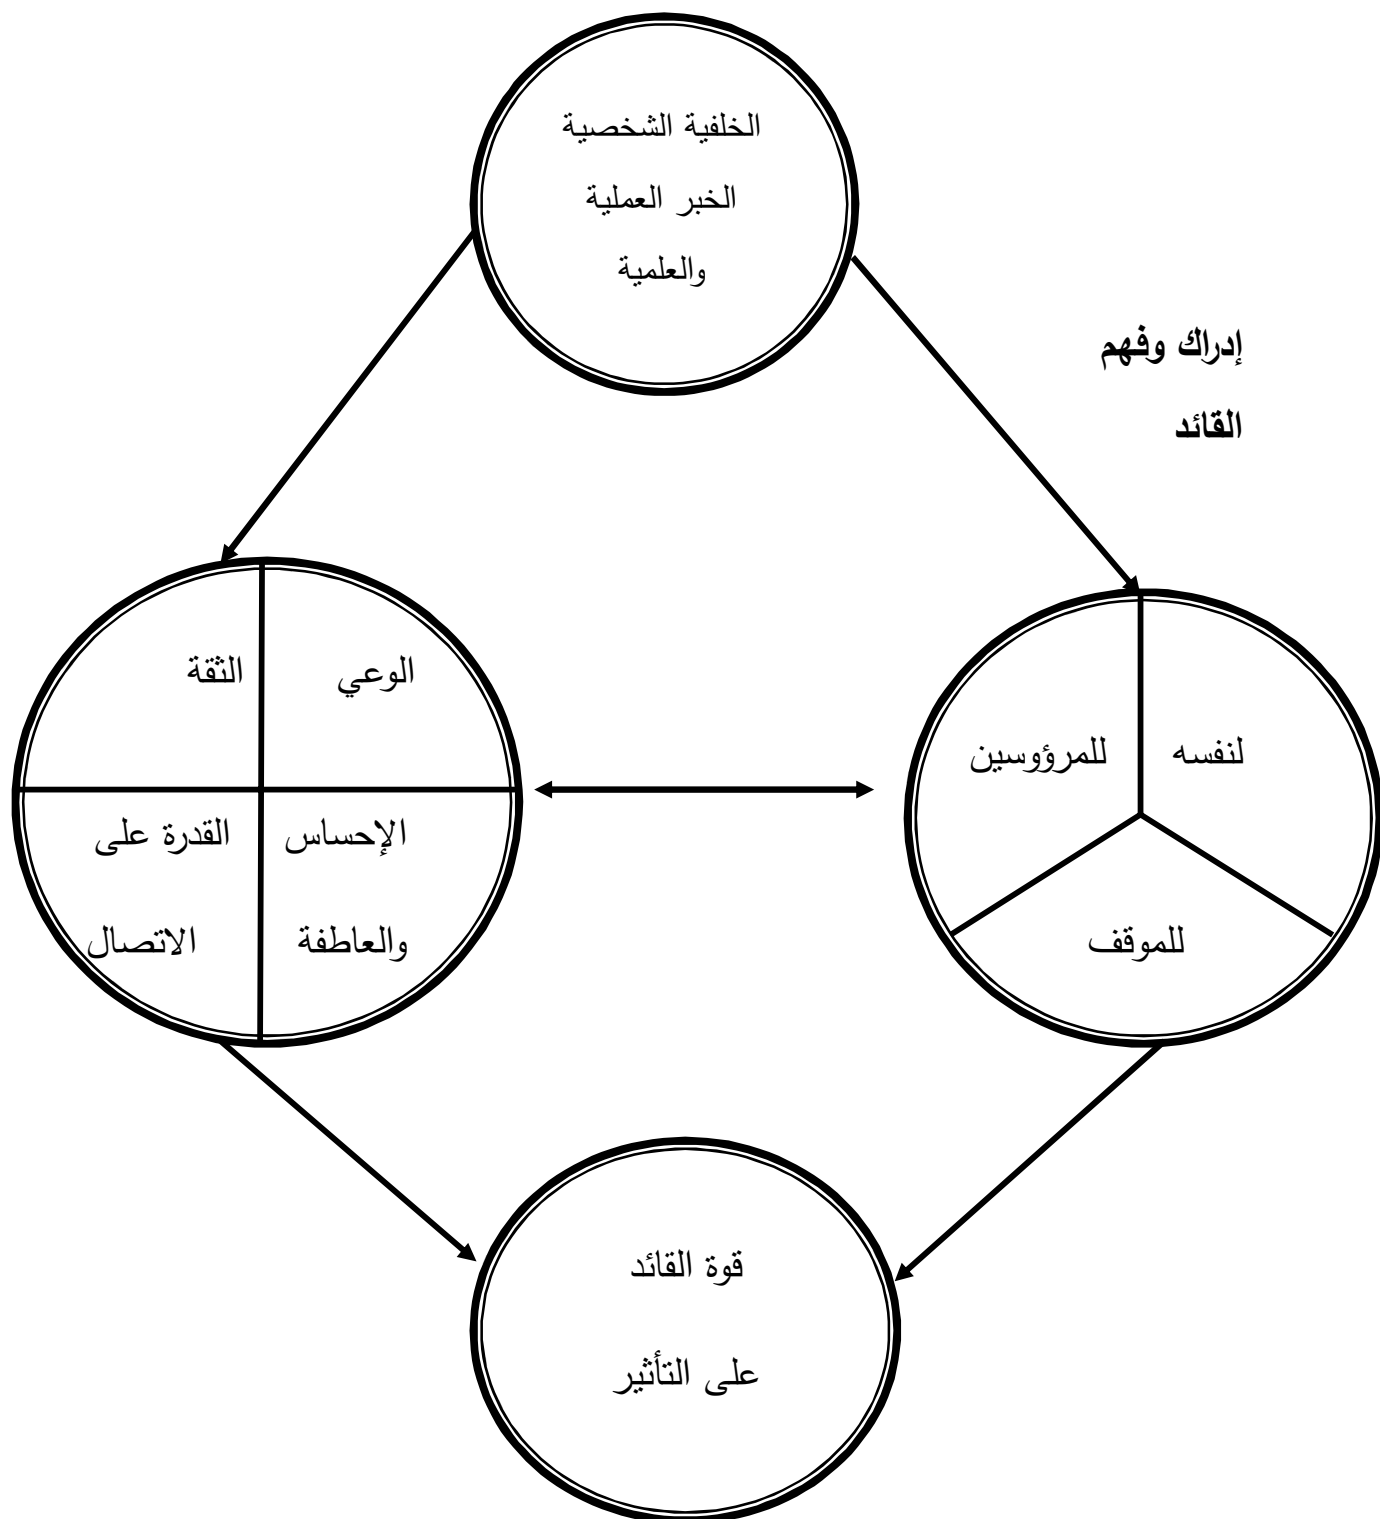 الخلفية الشخصية
الخبر العملية
والعلمية
إدراك وفهم
القائد
لنفسه
للمرؤوسين
للموقف
الوعي
الثقة
الإحساس
والعاطفة
القدرة على
الاتصال
قوة القائد
على التأثير